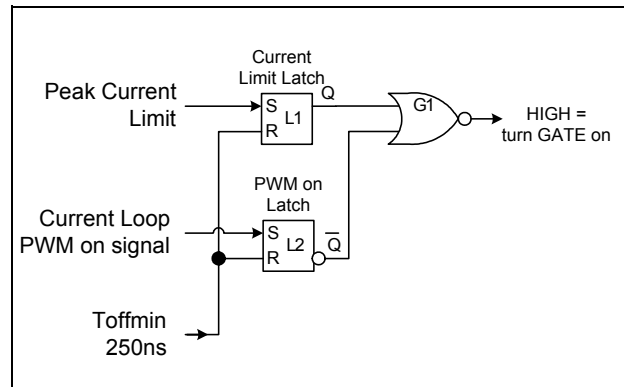 Current
Limit Latch
Q
Peak Current
Limit
S
R
L1
G1
HIGH =
turn GATE on
PWM on
Latch
Current Loop
PWM on signal
S
R
L2
Q
Toffmin
250ns